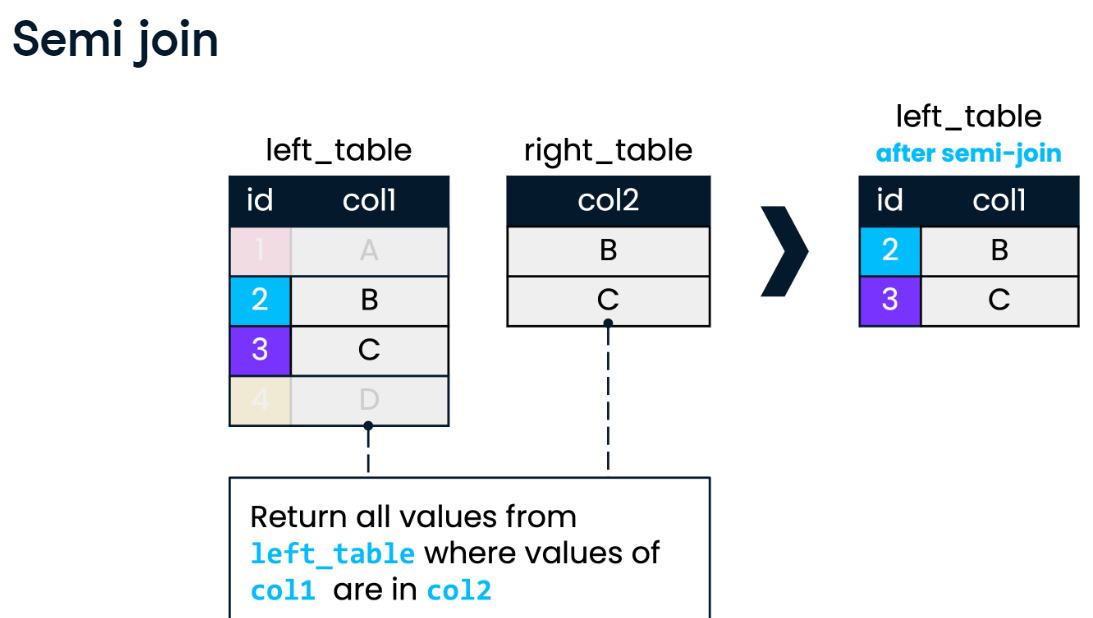 Semi join
left_table
id col1
1 A
2 B
3 C
4 D
right_table
col2
B
C
left_table
after semi-join
id col1
2 B
3 C
Return all values from
left_table where values of
col1 are in col2